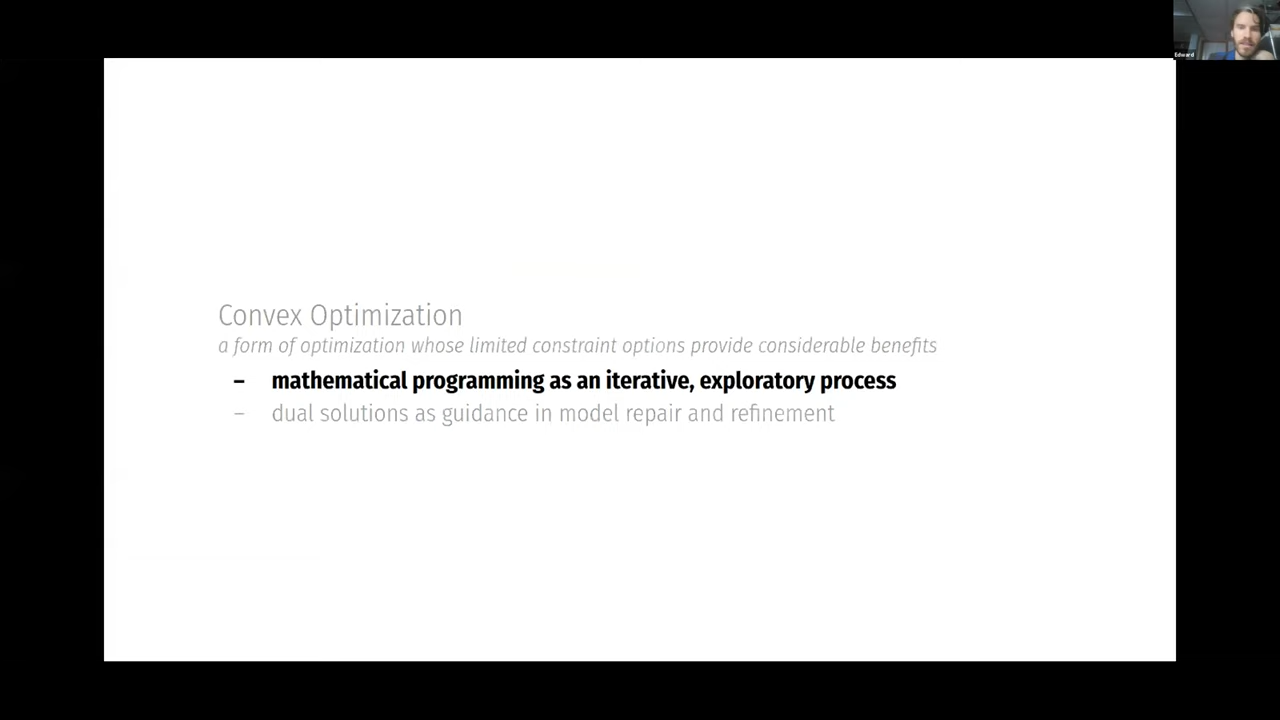 Edward
Convex Optimization
a form of optimization whose limited constraint options provide considerable benefits
– mathematical programming as an iterative, exploratory process
– dual solutions as guidance in model repair and refinement